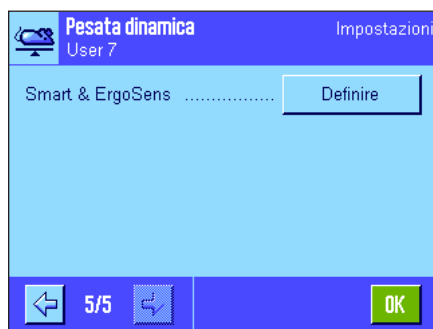 Pesata dinamica
Impostazioni
User 7
Smart & ErgoSens ................. Definire
5/5
OK